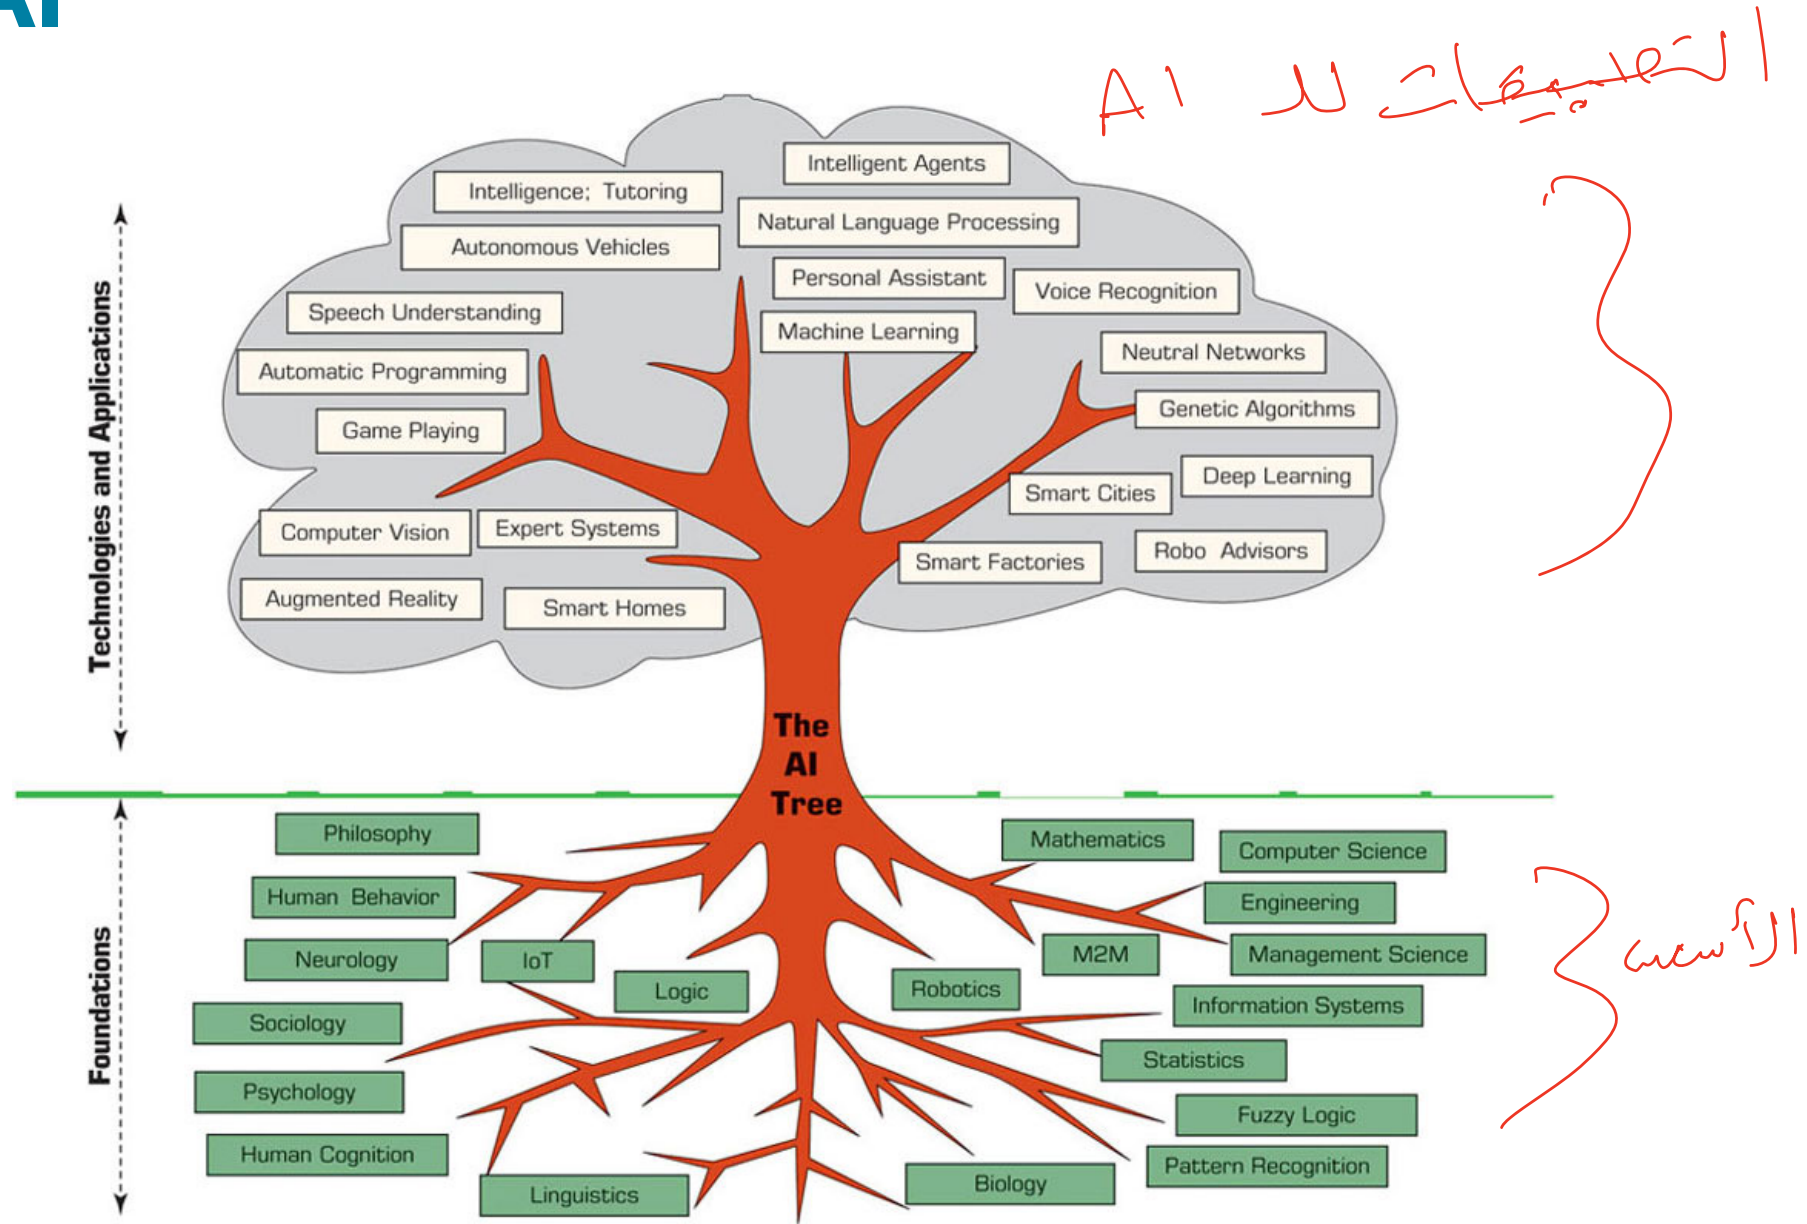 AI
التطبيقات للـ AI
Technologies and Applications
Intelligent Agents
Intelligence; Tutoring
Natural Language Processing
Autonomous Vehicles
Personal Assistant
Voice Recognition
Speech Understanding
Machine Learning
Neutral Networks
Automatic Programming
Genetic Algorithms
Game Playing
Deep Learning
Smart Cities
Computer Vision
Expert Systems
Robo Advisors
Smart Factories
Augmented Reality
Smart Homes
The
AI
Tree
Foundations
Philosophy
Mathematics
Computer Science
Human Behavior
Engineering
Neurology
IoT
M2M
Management Science
Logic
Robotics
Information Systems
Sociology
Statistics
Psychology
Fuzzy Logic
Human Cognition
Pattern Recognition
Linguistics
Biology